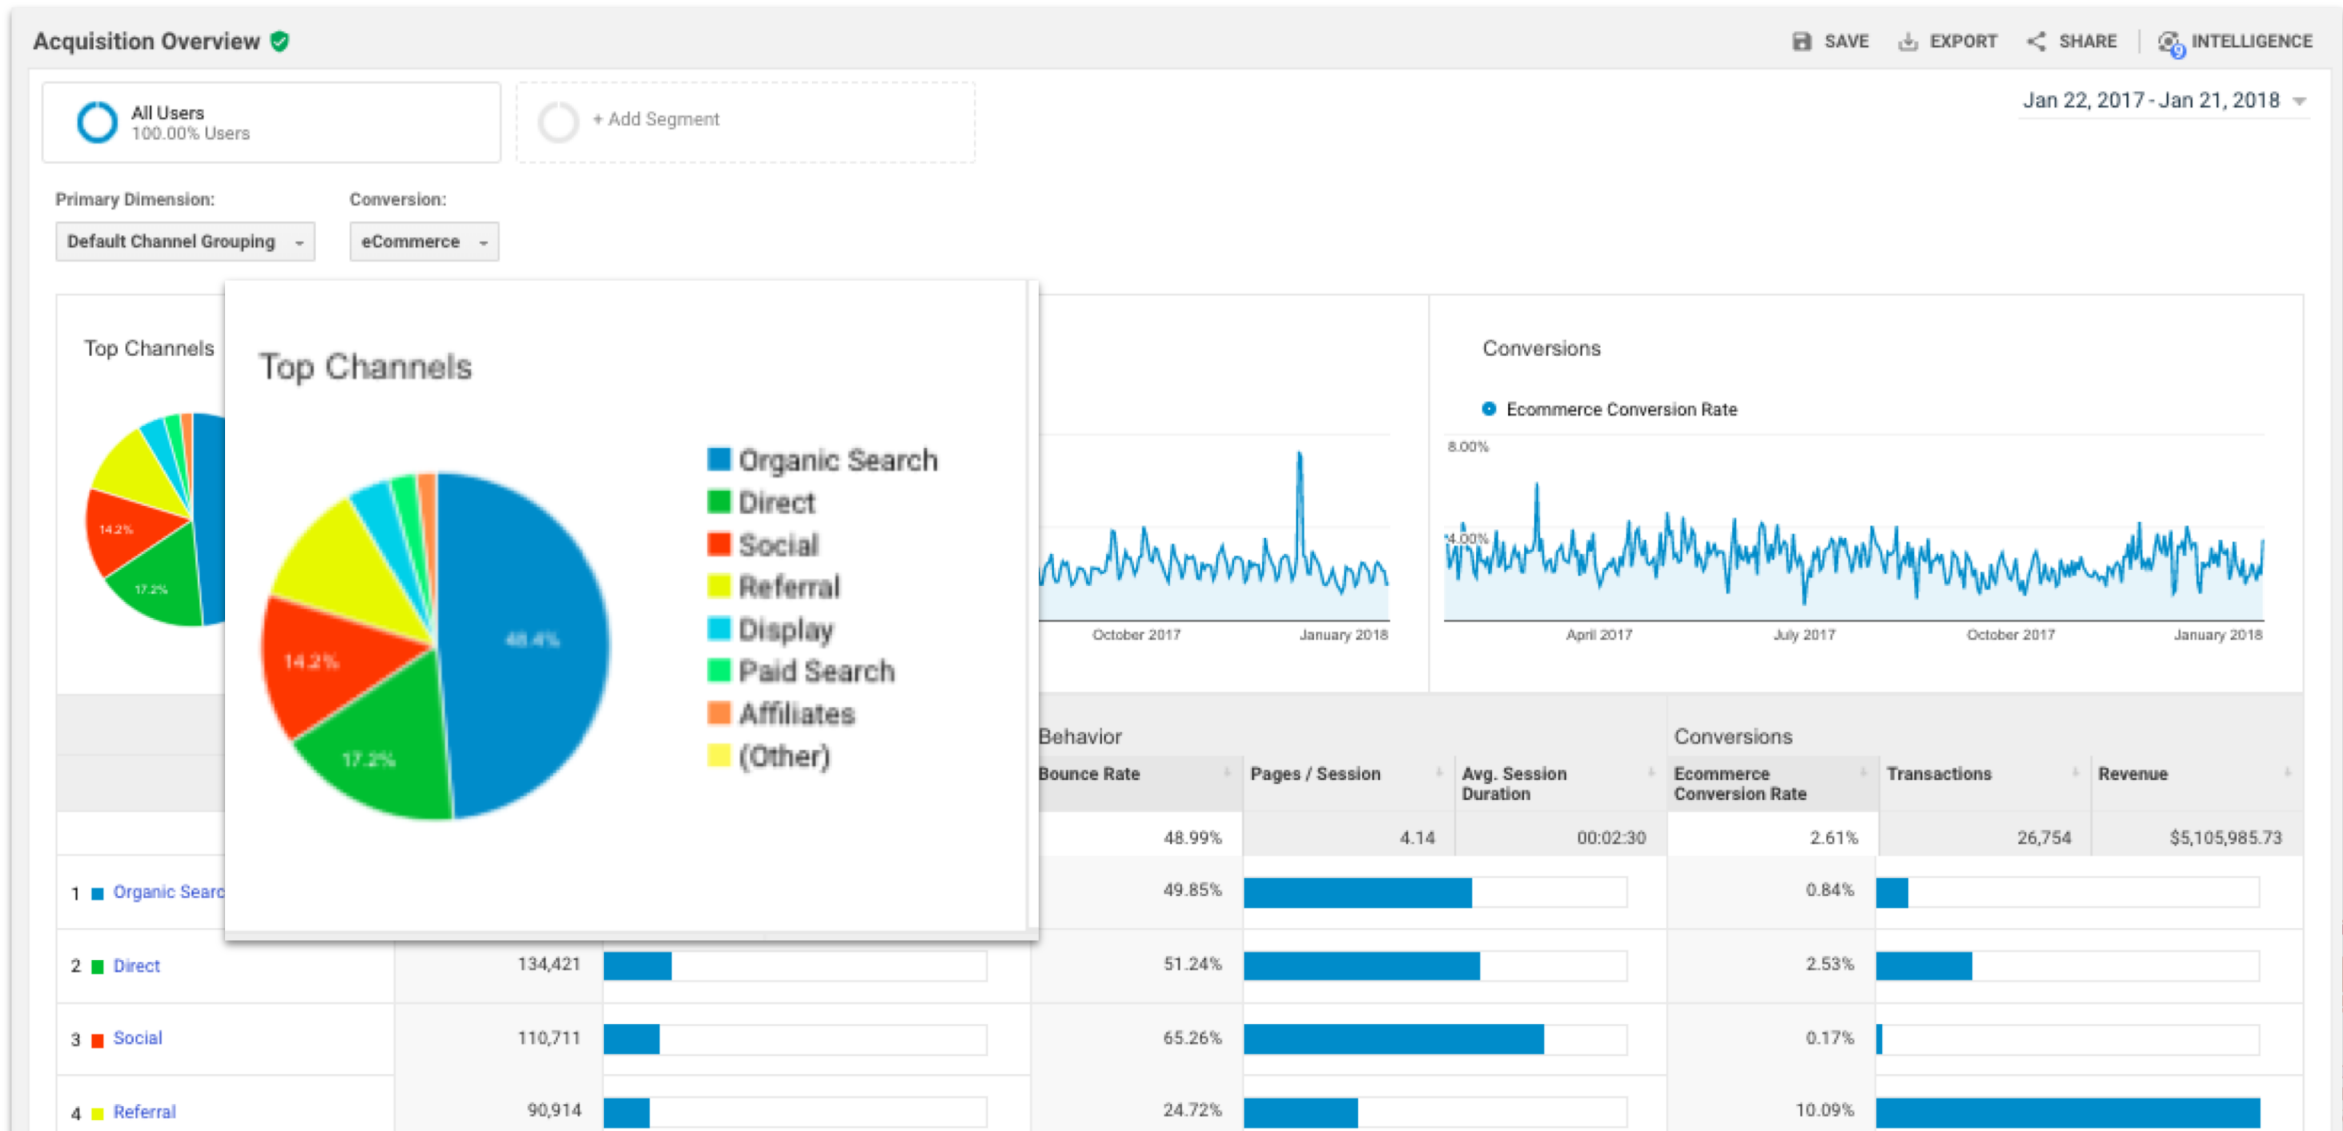 Acquisition Overview
SAVE EXPORT SHARE INTELLIGENCE
9
All Users
100.00% Users
+ Add Segment
Jan 22, 2017 - Jan 21, 2018
Primary Dimension:
Conversion:
Default Channel Grouping
eCommerce
Top Channels
14.2%
17.2%
Top Channels
48.4%
14.2%
17.2%
Organic Search
Direct
Social
Referral
Display
Paid Search
Affiliates
(Other)
October 2017
January 2018
Conversions
Ecommerce Conversion Rate
8.00%
4.00%
April 2017
July 2017
October 2017
January 2018
Behavior
Conversions
Bounce Rate
Pages / Session
Avg. Session
Duration
Ecommerce
Conversion Rate
Transactions
Revenue
48.99% 4.14 00:02:30 2.61% 26,754 $5,105,985.73
1 Organic Searc 49.85% 0.84%
2 Direct 134,421 51.24% 2.53%
3 Social 110,711 65.26% 0.17%
4 Referral 90,914 24.72% 10.09%